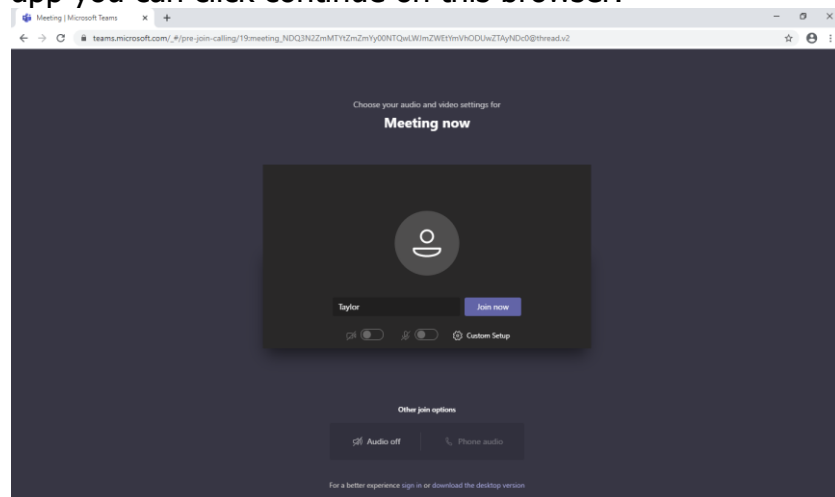 app you can click continue on this browser.
Meeting | Microsoft Teams
teams.microsoft.com/_#/pre-join-calling/19:meeting_NDQ3N2ZmMTYtZmZmYy00NTQwLWJmZWEtYmVhODUwZTAyNDc0@thread.v2
Choose your audio and video settings for
Meeting now
Taylor
Join now
Custom Setup
Other join options
Audio off
Phone audio
For a better experience sign in or download the desktop version